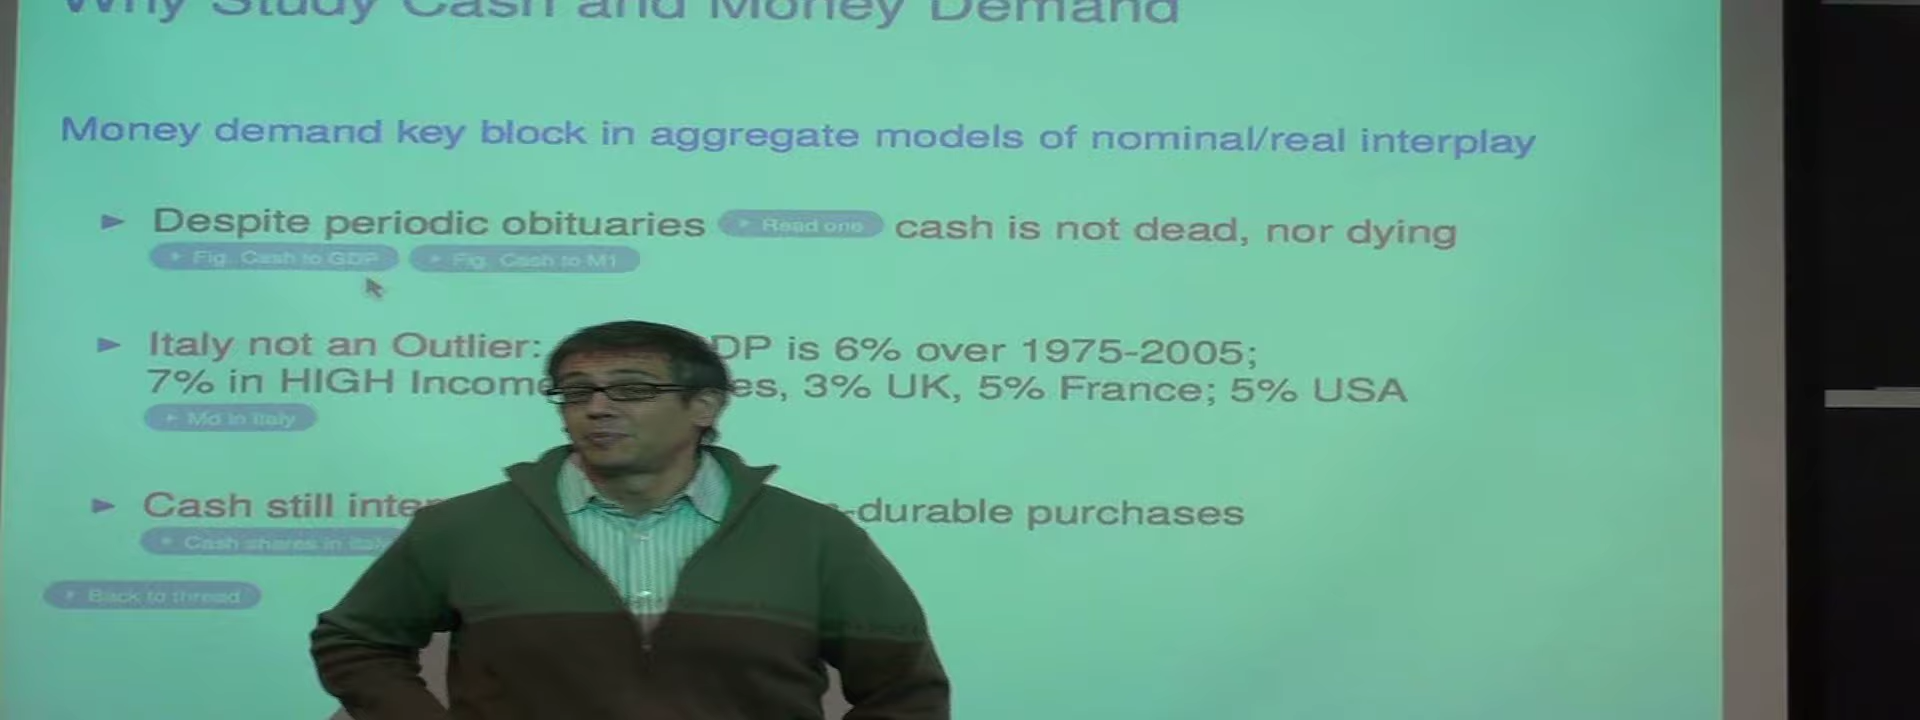 Why Study Cash and Money Demand
Money demand key block in aggregate models of nominal/real interplay
► Despite periodic obituaries ▸ Read one cash is not dead, nor dying
▸ Fig. Cash to GDP ▸ Fig. Cash to M1
► Italy not an Outlier: DP is 6% over 1975-2005;
7% in HIGH Income es, 3% UK, 5% France; 5% USA
▸ Md in Italy
► Cash still -durable purchases
▸ Cash shares in Italy
▸ Back to thread